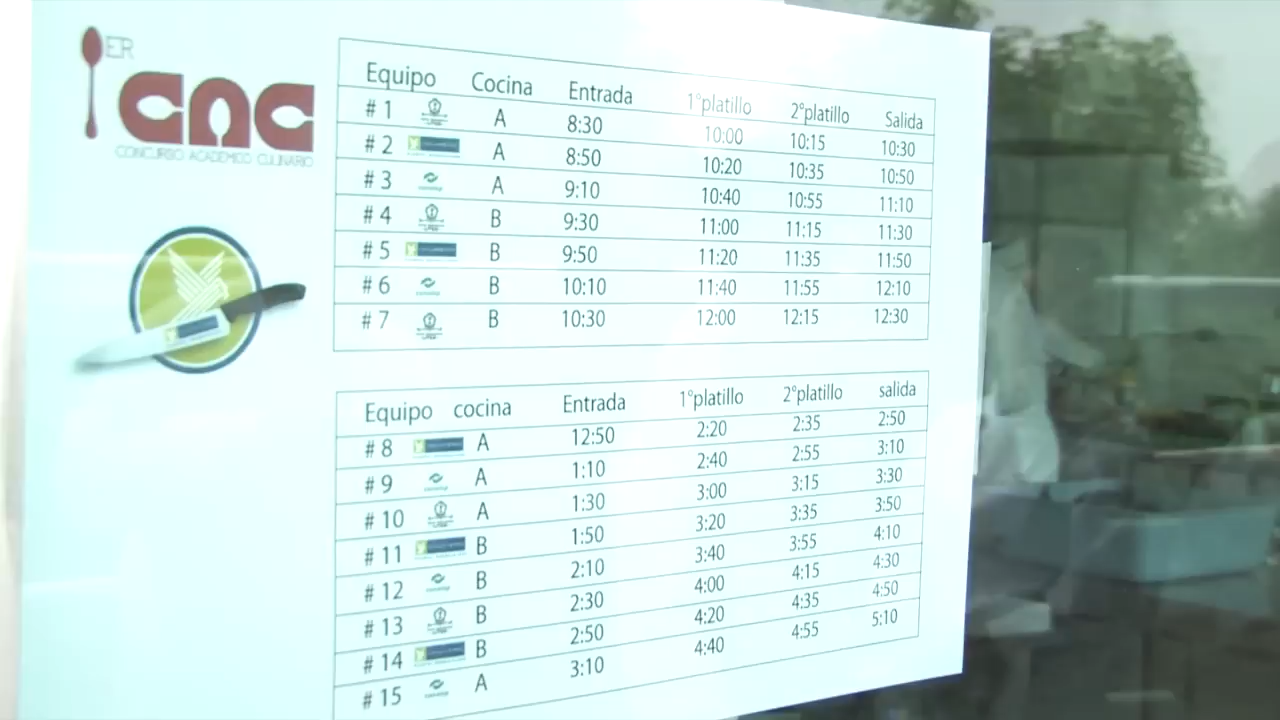 ER
CAC
CONCURSO ACADEMICO CULINARIO
Equipo Cocina Entrada 1°platillo 2°platillo Salida
# 1 A 8:30 10:00 10:15 10:30
# 2 A 8:50 10:20 10:35 10:50
# 3 A 9:10 10:40 10:55 11:10
# 4 B 9:30 11:00 11:15 11:30
# 5 B 9:50 11:20 11:35 11:50
# 6 B 10:10 11:40 11:55 12:10
# 7 B 10:30 12:00 12:15 12:30
Equipo cocina Entrada 1°platillo 2°platillo salida
# 8 A 12:50 2:20 2:35 2:50
# 9 A 1:10 2:40 2:55 3:10
# 10 A 1:30 3:00 3:15 3:30
# 11 B 1:50 3:20 3:35 3:50
# 12 B 2:10 3:40 3:55 4:10
# 13 B 2:30 4:00 4:15 4:30
# 14 B 2:50 4:20 4:35 4:50
# 15 A 3:10 4:40 4:55 5:10